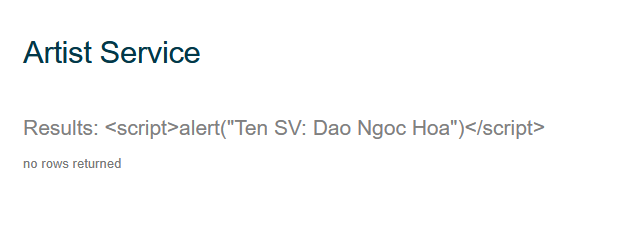 Artist Service
Results: <script>alert("Ten SV: Dao Ngoc Hoa")</script>
no rows returned